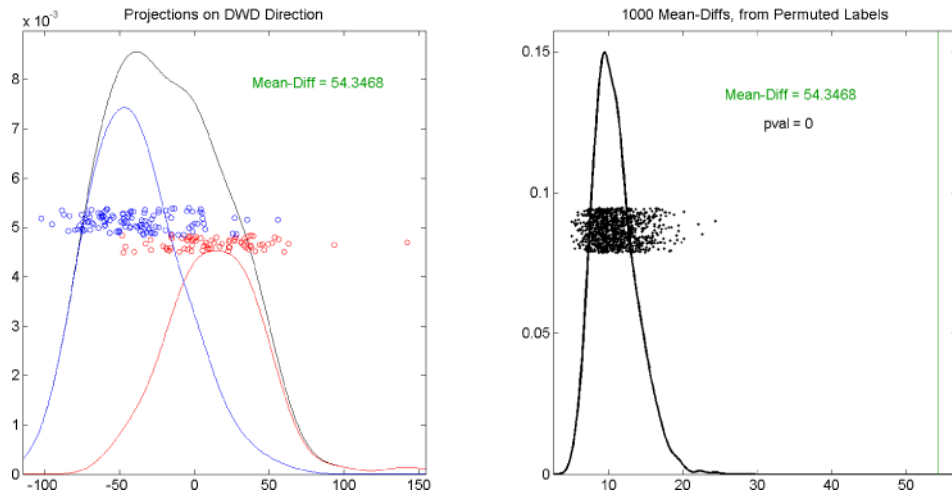 Projections on DWD Direction
x 10⁻³
8
7
6
5
4
3
2
1
0
Mean-Diff = 54.3468
-100 -50 0 50 100 150
1000 Mean-Diffs, from Permuted Labels
0.15
0.1
0.05
0
Mean-Diff = 54.3468
pval = 0
10 20 30 40 50